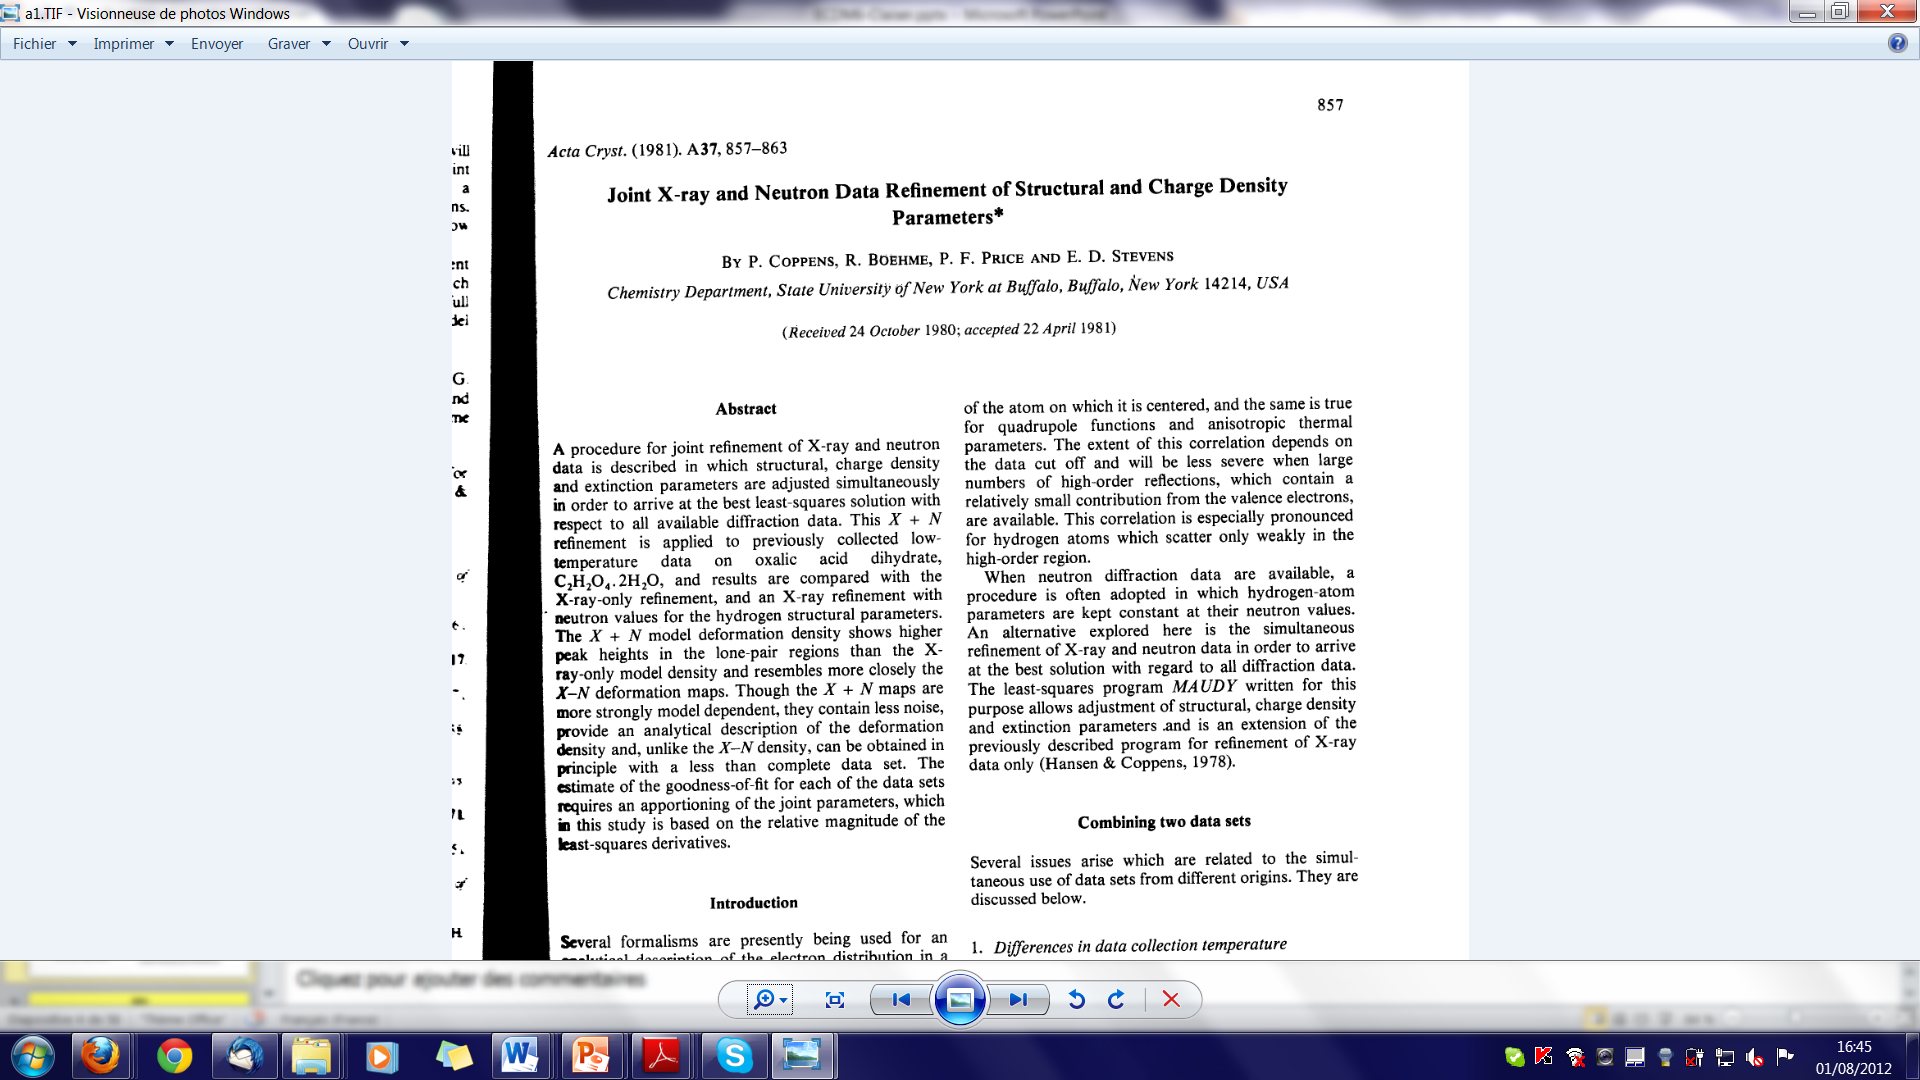 a1.TIF - Visionneuse de photos Windows
Fichier Imprimer Envoyer Graver Ouvrir
857
Acta Cryst. (1981). A37, 857–863
Joint X-ray and Neutron Data Refinement of Structural and Charge Density
Parameters*
BY P. COPPENS, R. BOEHME, P. F. PRICE AND E. D. STEVENS
Chemistry Department, State University of New York at Buffalo, Buffalo, New York 14214, USA
(Received 24 October 1980; accepted 22 April 1981)
Abstract
A procedure for joint refinement of X-ray and neutron
data is described in which structural, charge density
and extinction parameters are adjusted simultaneously
in order to arrive at the best least-squares solution with
respect to all available diffraction data. This X + N
refinement is applied to previously collected low-
temperature data on oxalic acid dihydrate,
C₂H₂O₄.2H₂O, and results are compared with the
X-ray-only refinement, and an X-ray refinement with
neutron values for the hydrogen structural parameters.
The X + N model deformation density shows higher
peak heights in the lone-pair regions than the X-
ray-only model density and resembles more closely the
X–N deformation maps. Though the X + N maps are
more strongly model dependent, they contain less noise,
provide an analytical description of the deformation
density and, unlike the X–N density, can be obtained in
principle with a less than complete data set. The
estimate of the goodness-of-fit for each of the data sets
requires an apportioning of the joint parameters, which
in this study is based on the relative magnitude of the
least-squares derivatives.
Introduction
Several formalisms are presently being used for an
analytical description of the electron distribution in a
of the atom on which it is centered, and the same is true
for quadrupole functions and anisotropic thermal
parameters. The extent of this correlation depends on
the data cut off and will be less severe when large
numbers of high-order reflections, which contain a
relatively small contribution from the valence electrons,
are available. This correlation is especially pronounced
for hydrogen atoms which scatter only weakly in the
high-order region.
When neutron diffraction data are available, a
procedure is often adopted in which hydrogen-atom
parameters are kept constant at their neutron values.
An alternative explored here is the simultaneous
refinement of X-ray and neutron data in order to arrive
at the best solution with regard to all diffraction data.
The least-squares program MAUDY written for this
purpose allows adjustment of structural, charge density
and extinction parameters and is an extension of the
previously described program for refinement of X-ray
data only (Hansen & Coppens, 1978).
Combining two data sets
Several issues arise which are related to the simul-
taneous use of data sets from different origins. They are
discussed below.
1. Differences in data collection temperature
Cliquez pour ajouter des commentaires
16:45
01/08/2012